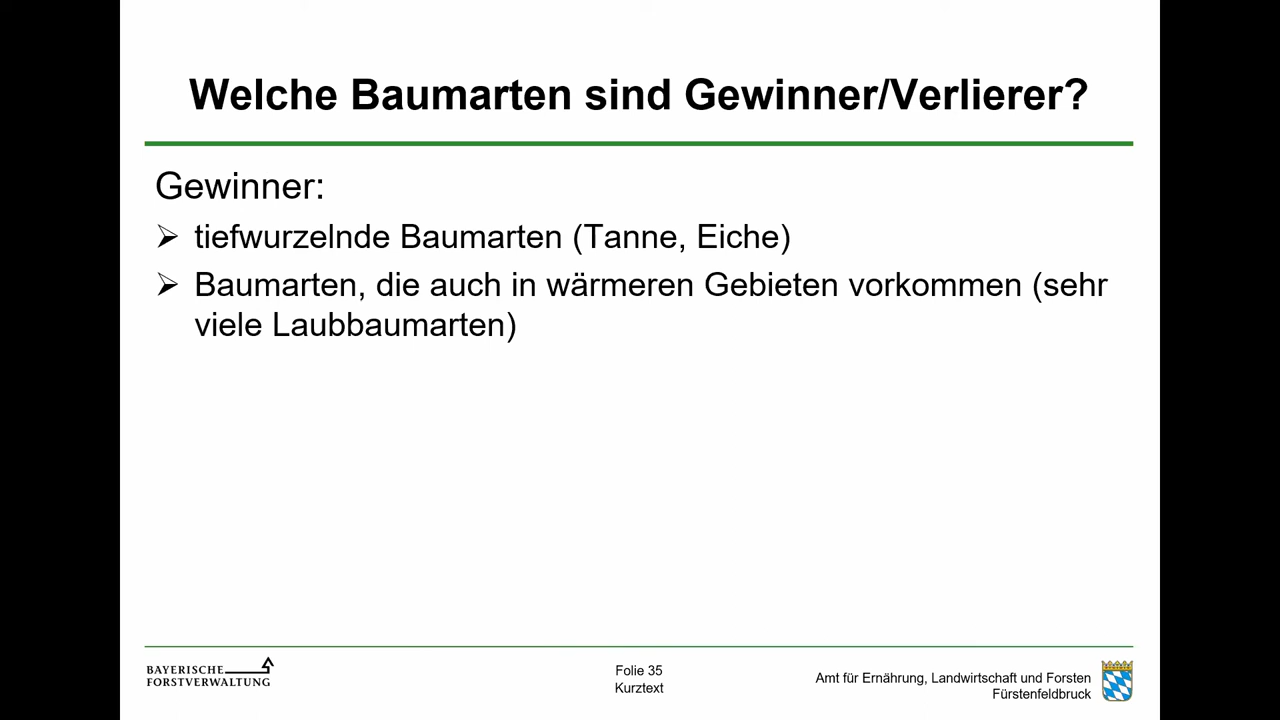 Welche Baumarten sind Gewinner/Verlierer?
Gewinner:
➢ tiefwurzelnde Baumarten (Tanne, Eiche)
➢ Baumarten, die auch in wärmeren Gebieten vorkommen (sehr
viele Laubbaumarten)
BAYERISCHE
FORSTVERWALTUNG
Folie 35
Kurztext
Amt für Ernährung, Landwirtschaft und Forsten
Fürstenfeldbruck